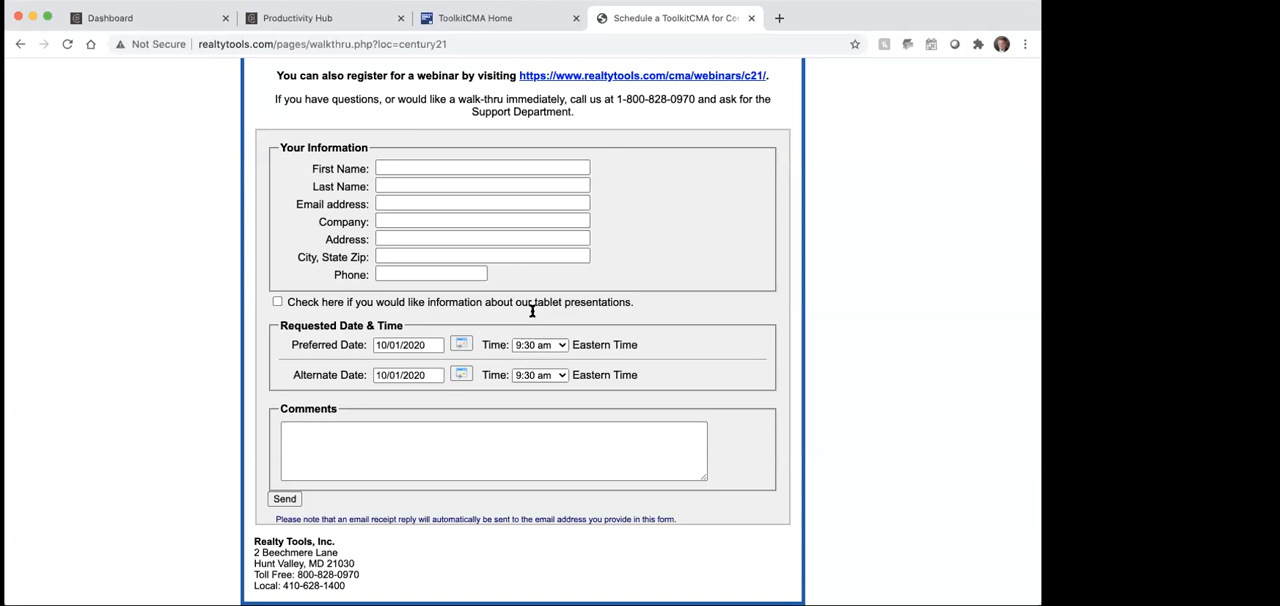 Dashboard
Productivity Hub
ToolkitCMA Home
Schedule a ToolkitCMA for Ce
Not Secure
realtytools.com/pages/walkthru.php?loc=century21
You can also register for a webinar by visiting https://www.realtytools.com/cma/webinars/c21/.
If you have questions, or would like a walk-thru immediately, call us at 1-800-828-0970 and ask for the
Support Department.
Your Information
First Name:
Last Name:
Email address:
Company:
Address:
City, State Zip:
Phone:
Check here if you would like information about our tablet presentations.
Requested Date & Time
Preferred Date: 10/01/2020 Time: 9:30 am Eastern Time
Alternate Date: 10/01/2020 Time: 9:30 am Eastern Time
Comments
Send
Please note that an email receipt reply will automatically be sent to the email address you provide in this form.
Realty Tools, Inc.
2 Beechmere Lane
Hunt Valley, MD 21030
Toll Free: 800-828-0970
Local: 410-628-1400